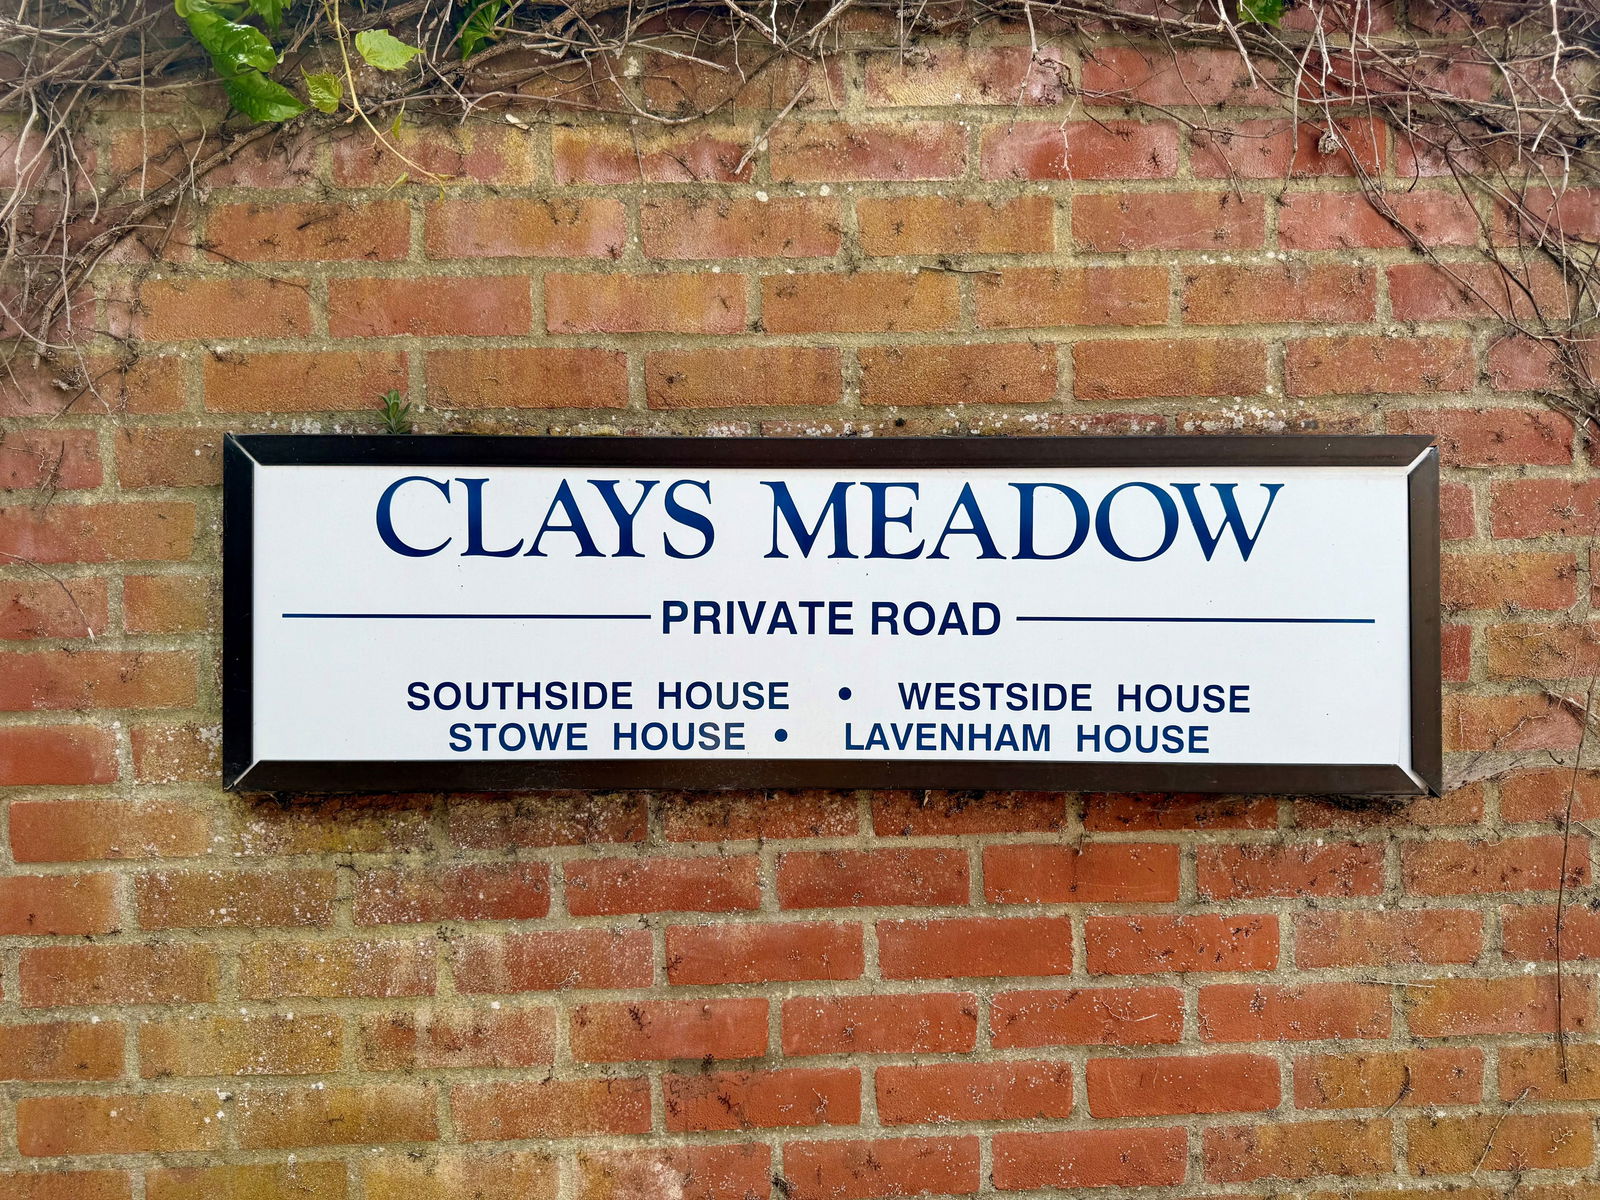 CLAYS MEADOW
PRIVATE ROAD
SOUTHSIDE HOUSE • WESTSIDE HOUSE
STOWE HOUSE • LAVENHAM HOUSE